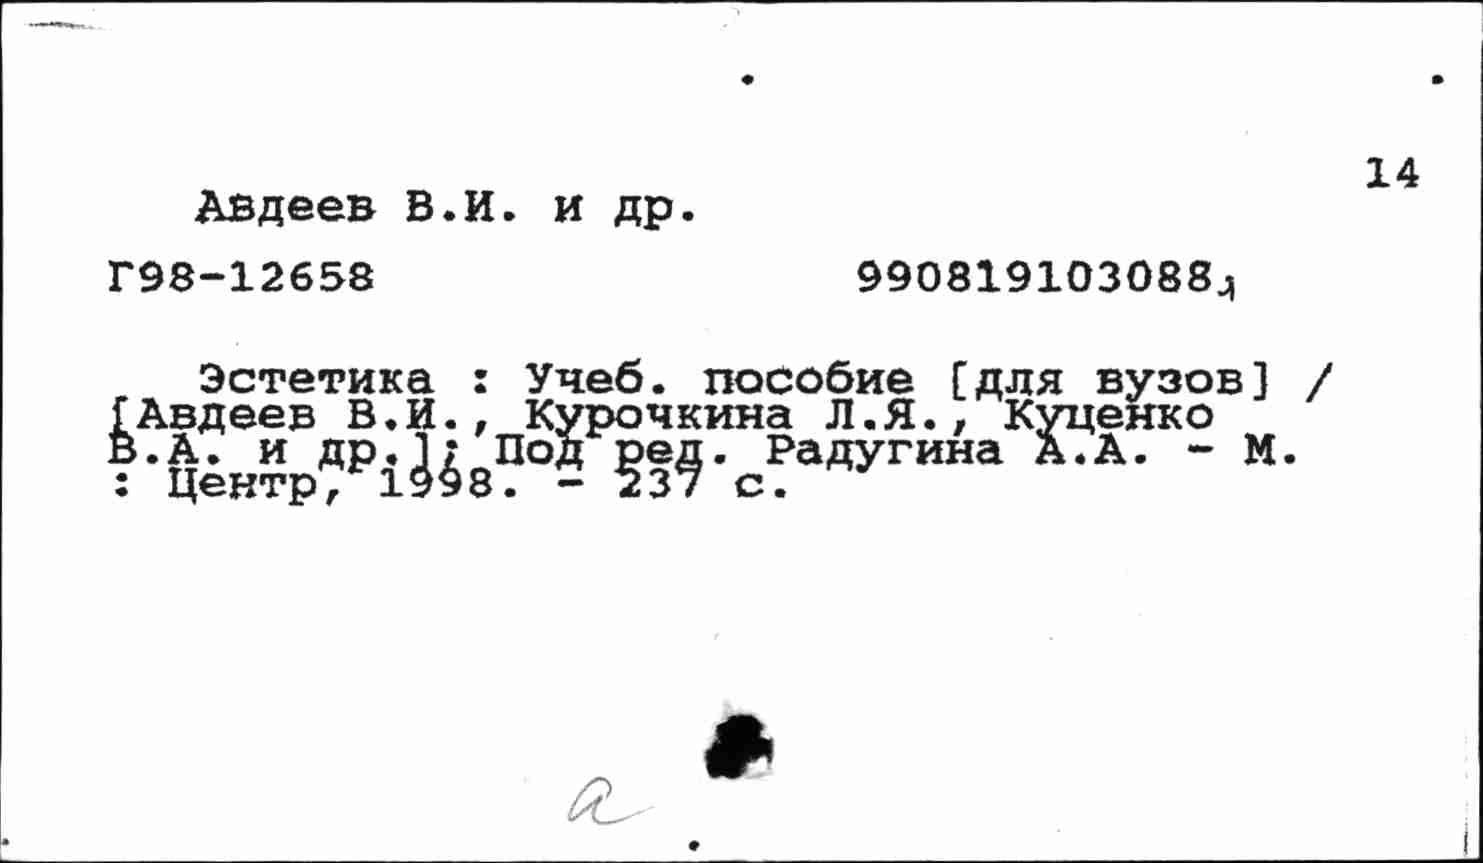 14
Авдеев В.И. и др.
Г98-12658 990819103088
Эстетика : Учеб. пособие [для вузов] /
[Авдеев В.И., Курочкина Л.Я., Куценко
В.А. и др.]; Под ред. Радугина А.А. - М.
: Центр, 1998. - 237 с.
а